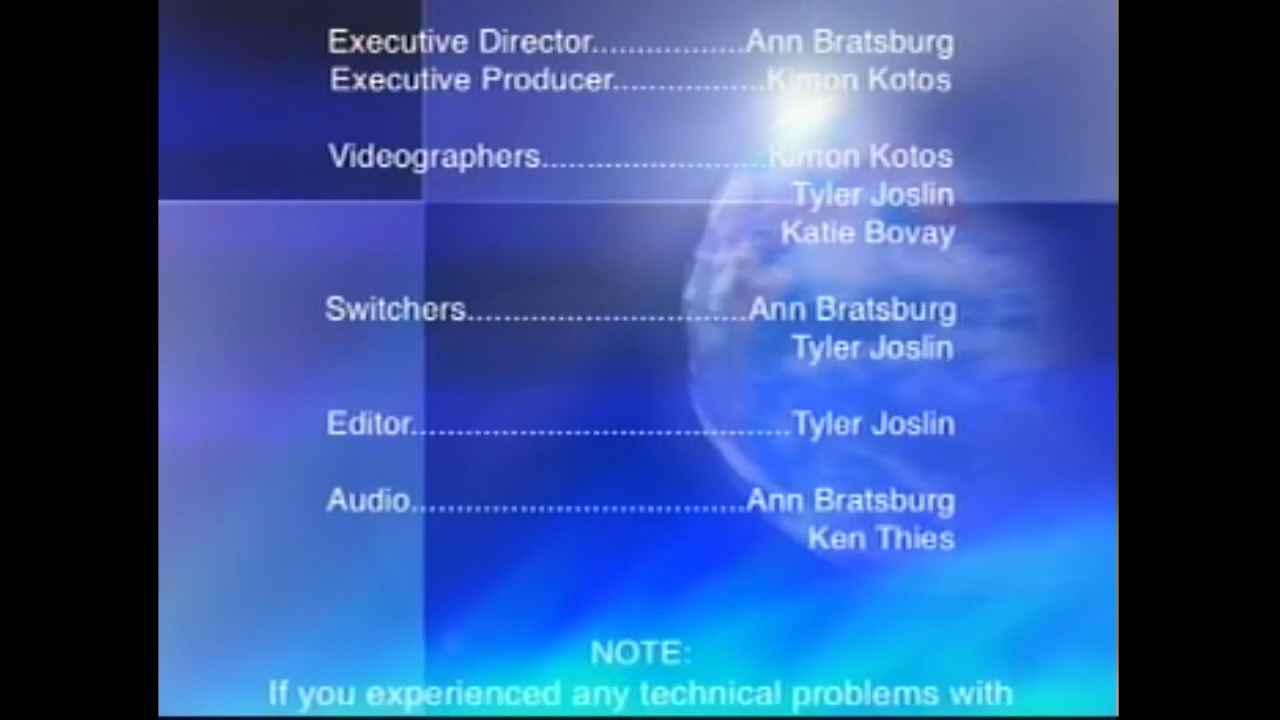 Executive Director.................Ann Bratsburg
Executive Producer.................Kimon Kotos
Videographers.........................Kimon Kotos
Tyler Joslin
Katie Bovay
Switchers...............................Ann Bratsburg
Tyler Joslin
Editor..........................................Tyler Joslin
Audio.....................................Ann Bratsburg
Ken Thies
NOTE:
If you experienced any technical problems with